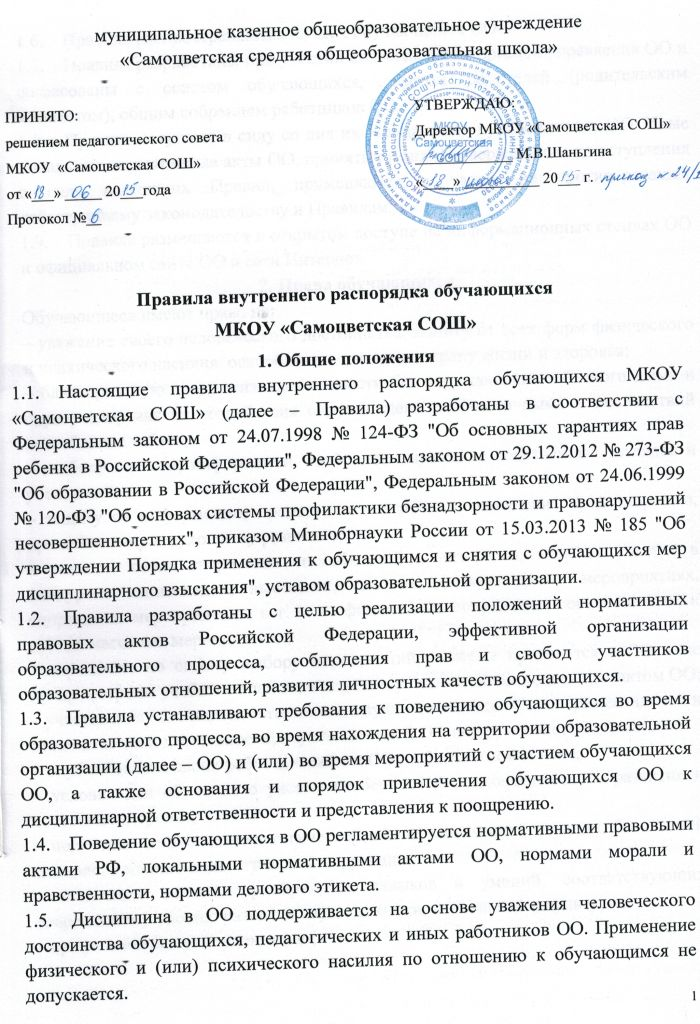 муниципальное казенное общеобразовательное учреждение
«Самоцветская средняя общеобразовательная школа»
ПРИНЯТО:
решением педагогического совета
МКОУ «Самоцветская СОШ»
от «18» 06 2015 года
Протокол № 6
УТВЕРЖДАЮ:
Директор МКОУ «Самоцветская СОШ»
М.В.Шаньгина
«18» 2015 г. приказ № 24/1
МКОУ
Самоцветская
СОШ
Правила внутреннего распорядка обучающихся
МКОУ «Самоцветская СОШ»
1. Общие положения
1.1. Настоящие правила внутреннего распорядка обучающихся МКОУ
«Самоцветская СОШ» (далее – Правила) разработаны в соответствии с
Федеральным законом от 24.07.1998 № 124-ФЗ "Об основных гарантиях прав
ребенка в Российской Федерации", Федеральным законом от 29.12.2012 № 273-ФЗ
"Об образовании в Российской Федерации", Федеральным законом от 24.06.1999
№ 120-ФЗ "Об основах системы профилактики безнадзорности и правонарушений
несовершеннолетних", приказом Минобрнауки России от 15.03.2013 № 185 "Об
утверждении Порядка применения к обучающимся и снятия с обучающихся мер
дисциплинарного взыскания", уставом образовательной организации.
1.2. Правила разработаны с целью реализации положений нормативных
правовых актов Российской Федерации, эффективной организации
образовательного процесса, соблюдения прав и свобод участников
образовательных отношений, развития личностных качеств обучающихся.
1.3. Правила устанавливают требования к поведению обучающихся во время
образовательного процесса, во время нахождения на территории образовательной
организации (далее – ОО) и (или) во время мероприятий с участием обучающихся
ОО, а также основания и порядок привлечения обучающихся ОО к
дисциплинарной ответственности и представления к поощрению.
1.4. Поведение обучающихся в ОО регламентируется нормативными правовыми
актами РФ, локальными нормативными актами ОО, нормами морали и
нравственности, нормами делового этикета.
1.5. Дисциплина в ОО поддерживается на основе уважения человеческого
достоинства обучающихся, педагогических и иных работников ОО. Применение
физического и (или) психического насилия по отношению к обучающимся не
допускается.
1